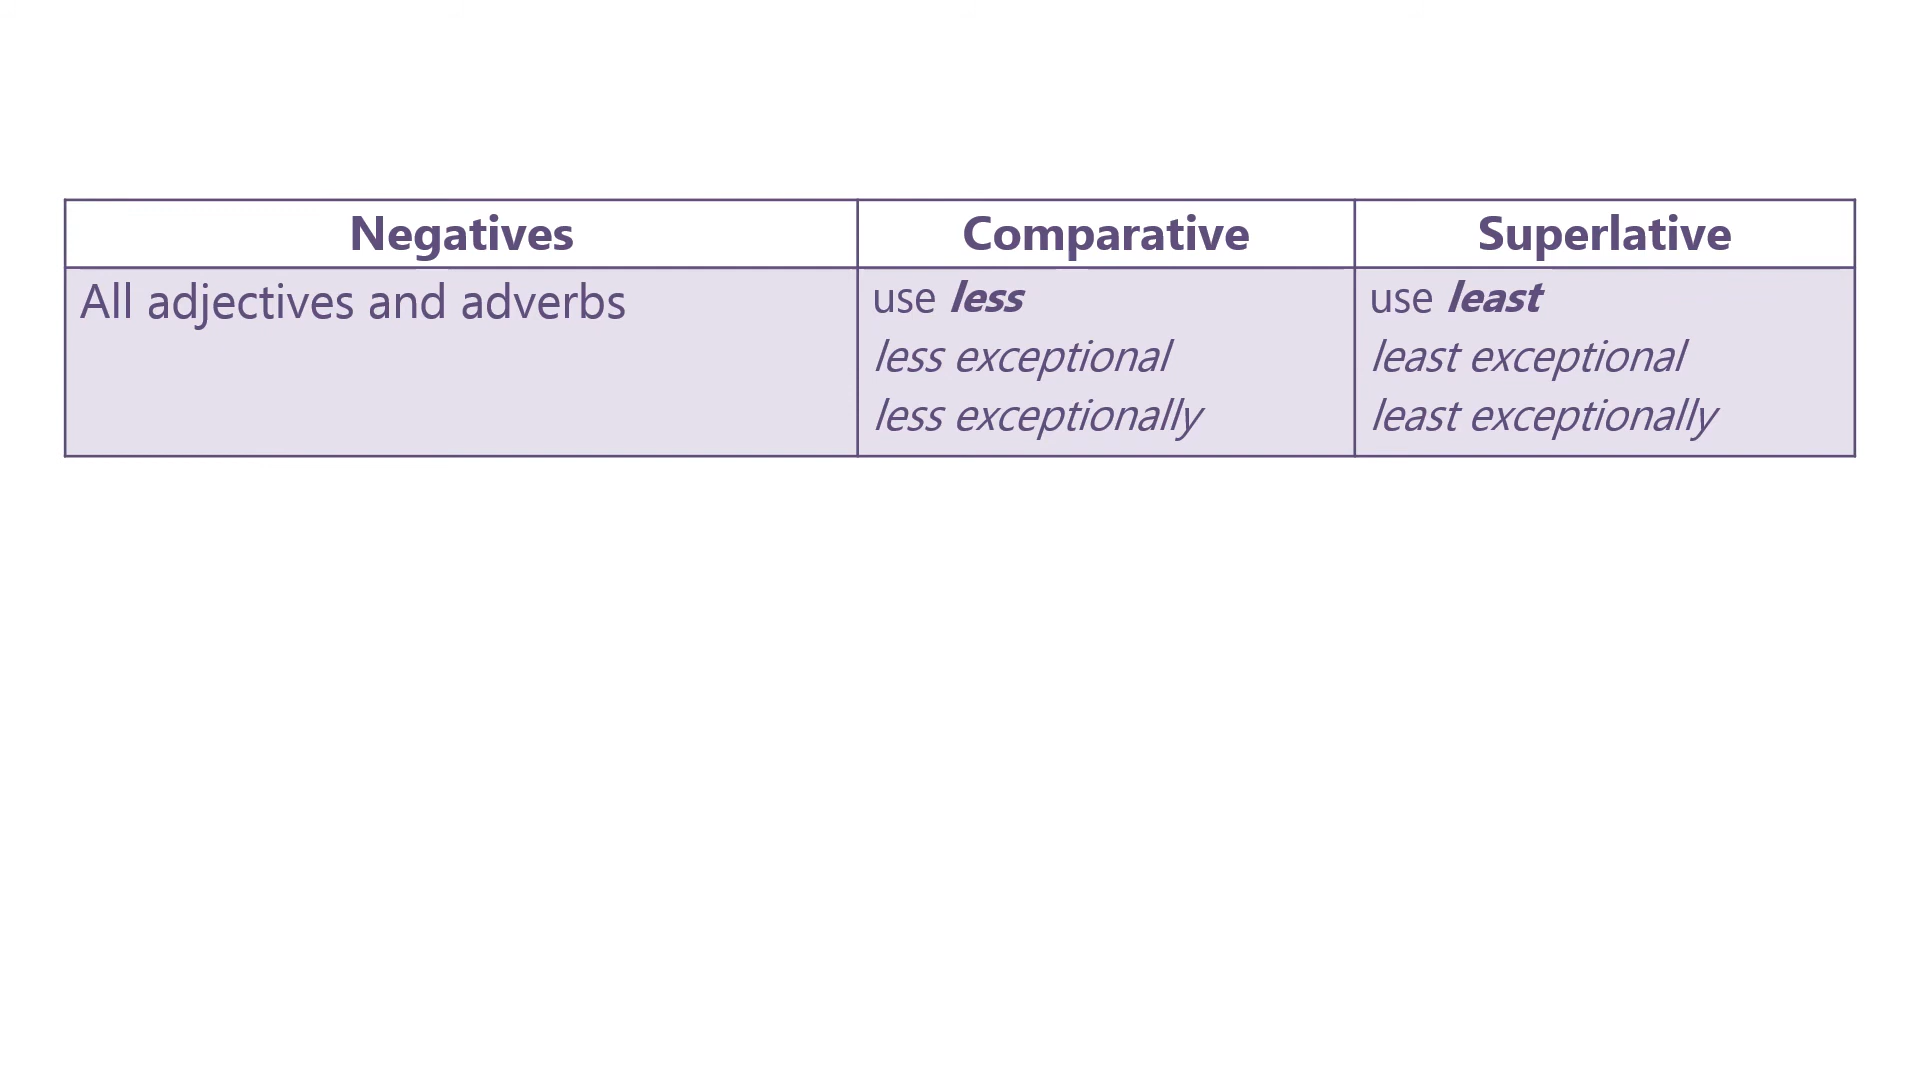 Negatives Comparative Superlative
All adjectives and adverbs
use less
less exceptional
less exceptionally
use least
least exceptional
least exceptionally